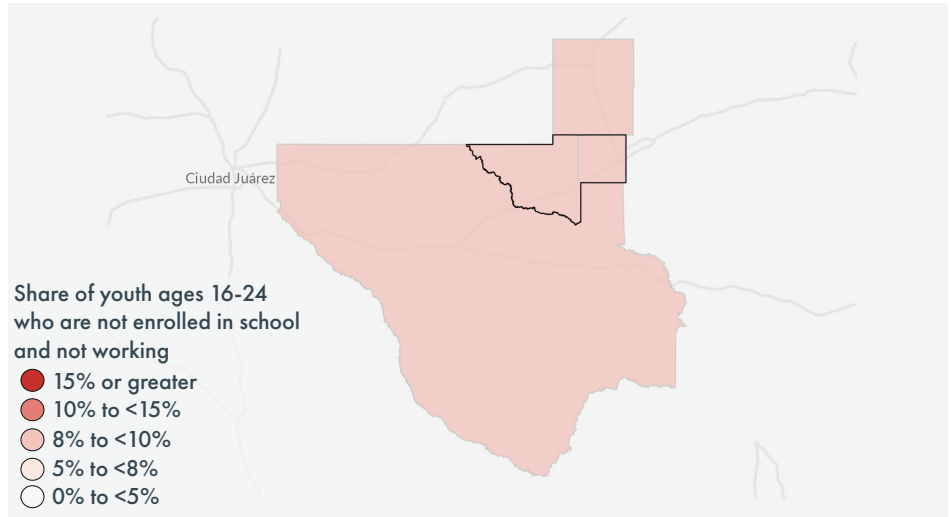 Ciudad Juárez
Share of youth ages 16-24
who are not enrolled in school
and not working
15% or greater
10% to <15%
8% to <10%
5% to <8%
0% to <5%